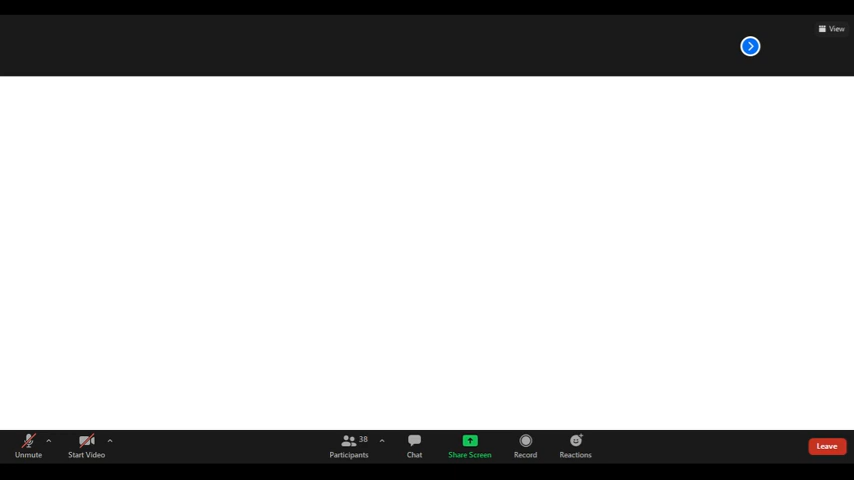 View
Unmute
Start Video
38
Participants
Chat
Share Screen
Record
Reactions
Leave